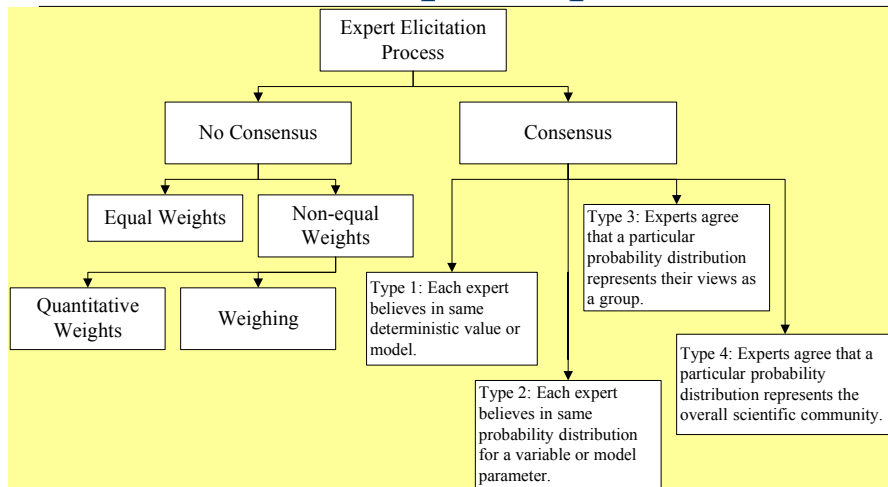 Expert Elicitation
Process
No Consensus
Consensus
Equal Weights
Non-equal
Weights
Quantitative
Weights
Weighing
Type 1: Each expert
believes in same
deterministic value or
model.
Type 2: Each expert
believes in same
probability distribution
for a variable or model
parameter.
Type 3: Experts agree
that a particular
probability distribution
represents their views as
a group.
Type 4: Experts agree that a
particular probability
distribution represents the
overall scientific community.